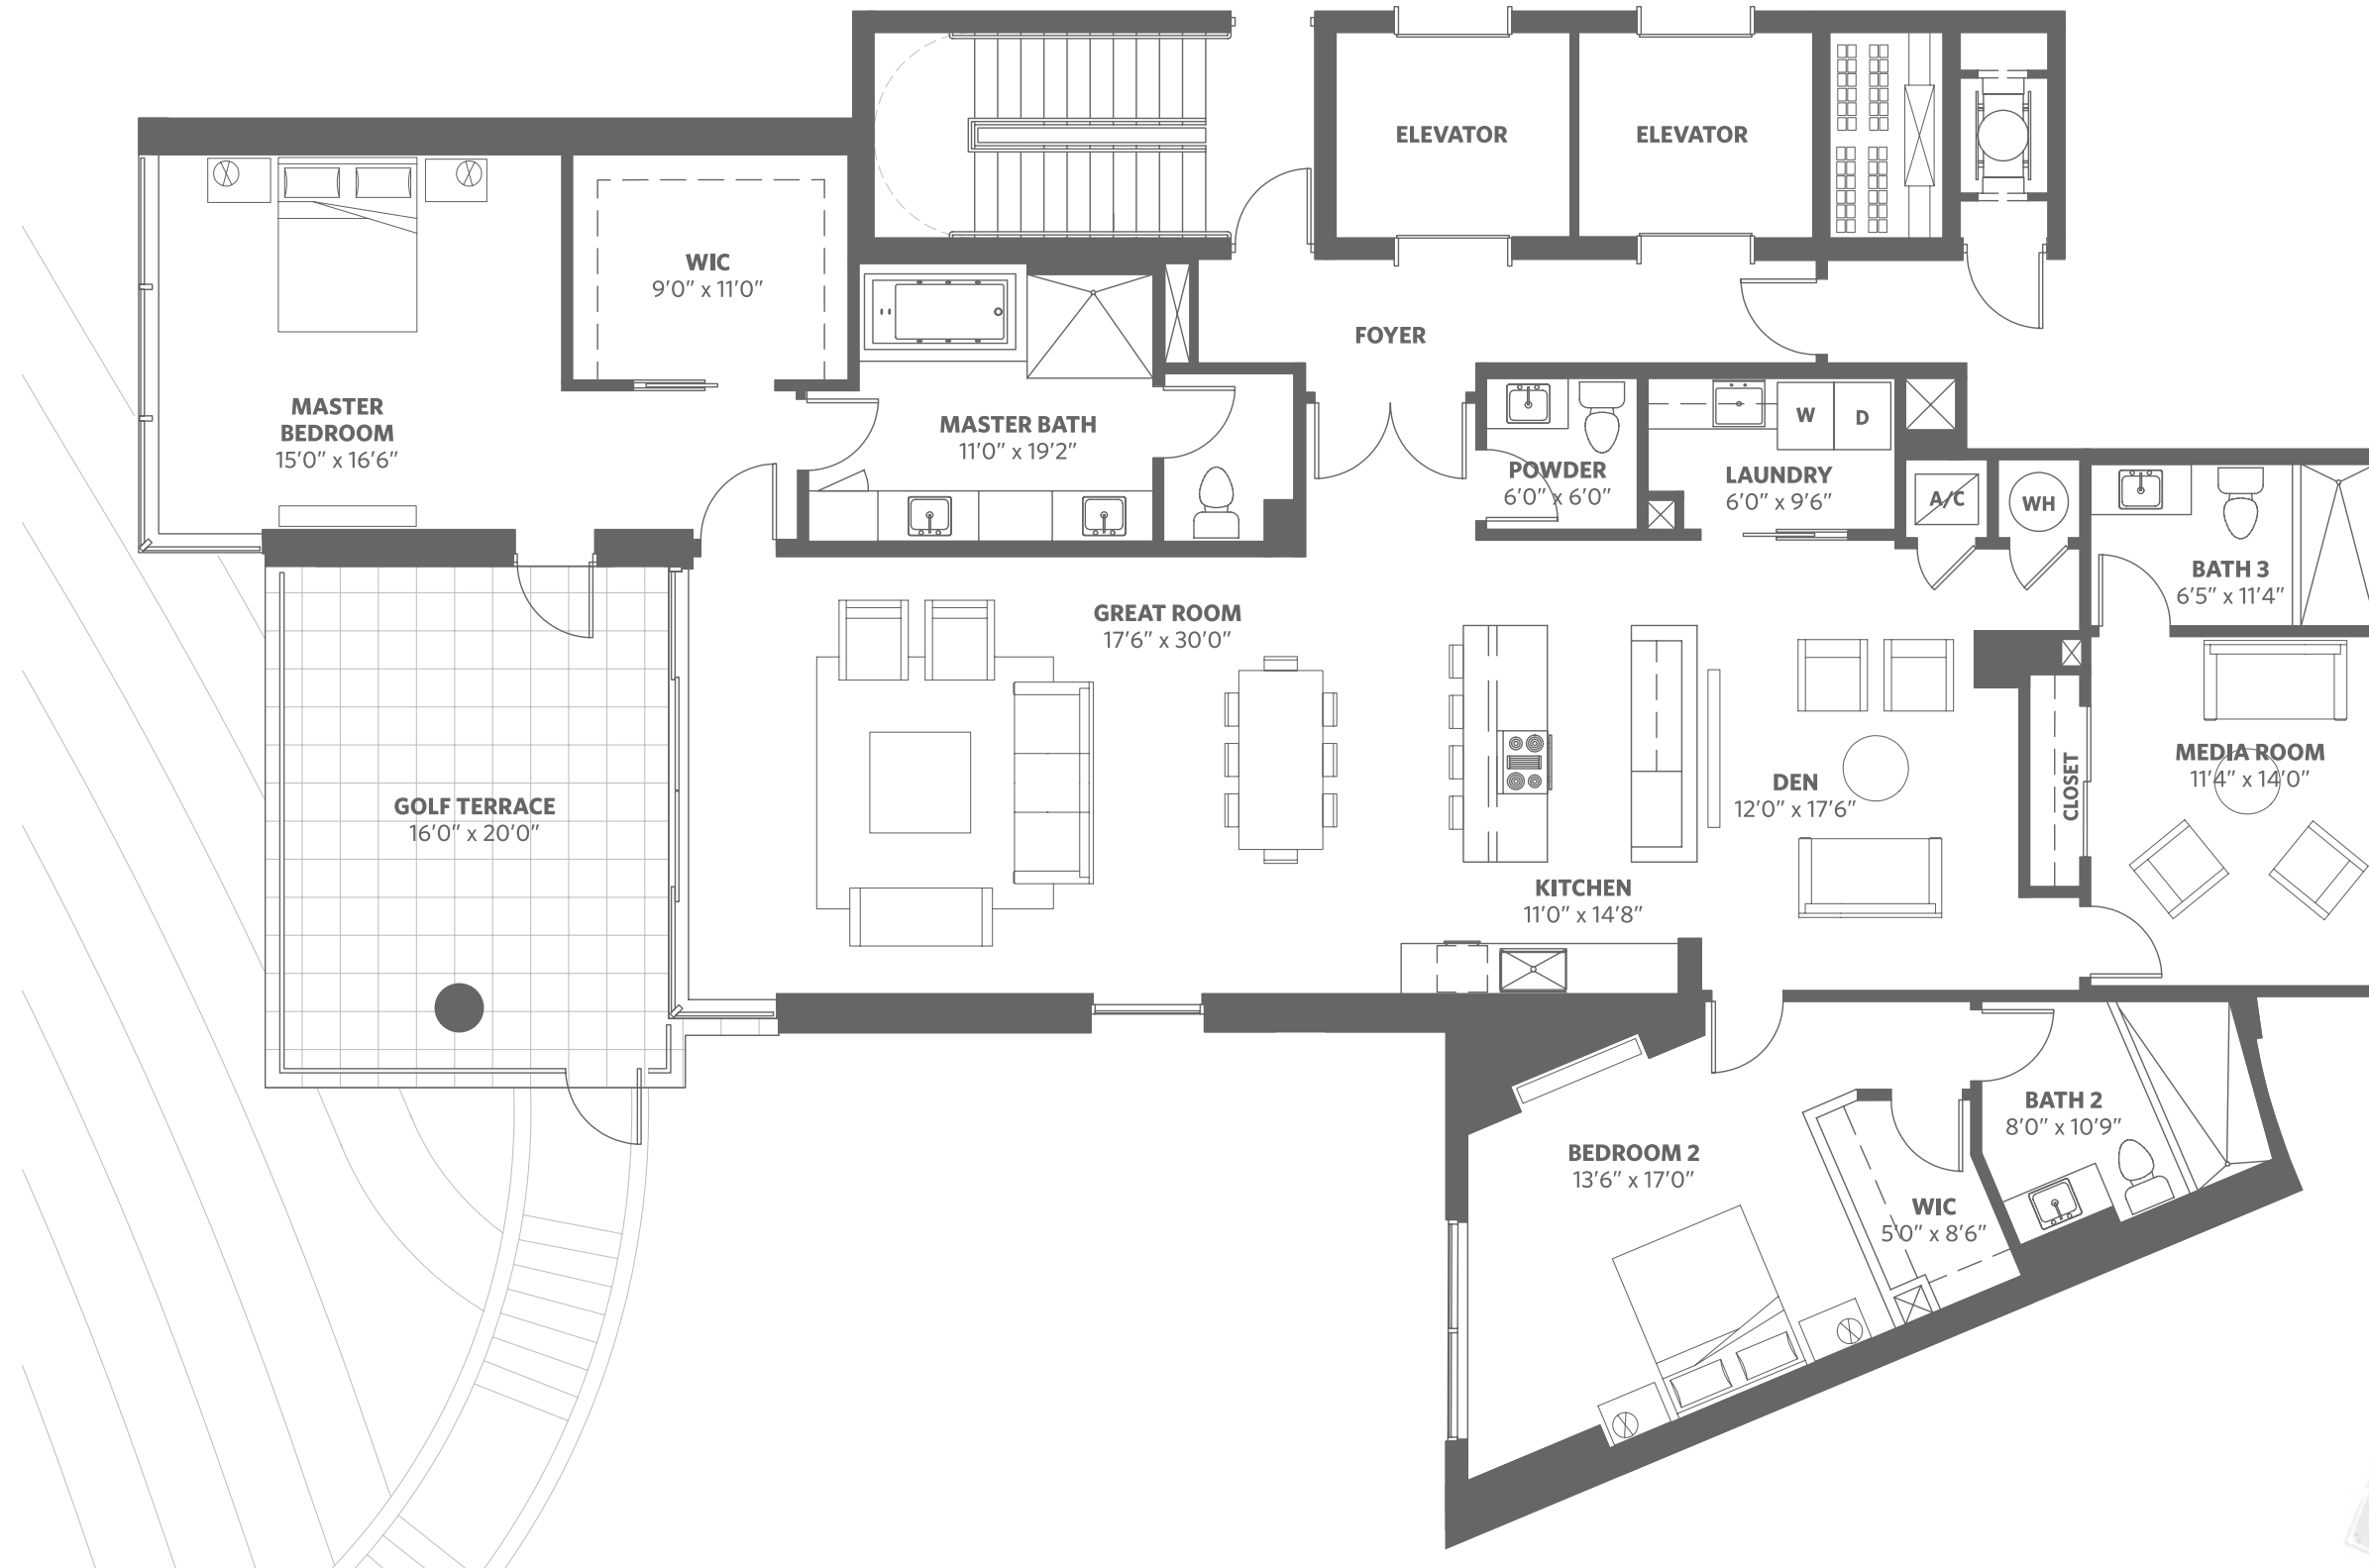 ELEVATOR
ELEVATOR
WIC
9'0" x 11'0"
FOYER
MASTER
BEDROOM
15'0" x 16'6"
MASTER BATH
11'0" x 19'2"
POWDER
6'0" x 6'0"
W
D
LAUNDRY
6'0" x 9'6"
A/C
WH
BATH 3
6'5" x 11'4"
GREAT ROOM
17'6" x 30'0"
GOLF TERRACE
16'0" x 20'0"
KITCHEN
11'0" x 14'8"
DEN
12'0" x 17'6"
CLOSET
MEDIA ROOM
11'4" x 14'0"
BEDROOM 2
13'6" x 17'0"
WIC
5'0" x 8'6"
BATH 2
8'0" x 10'9"